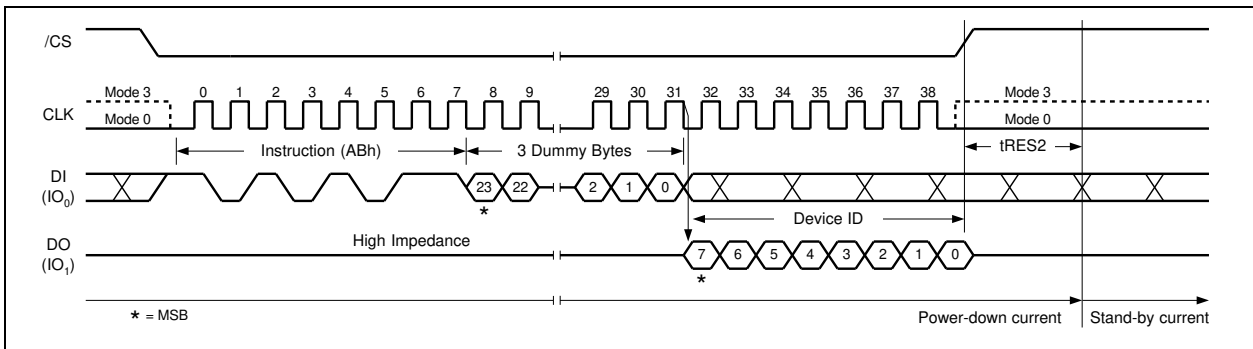 /CS
Mode 3 0 1 2 3 4 5 6 7 8 9 29 30 31 32 33 34 35 36 37 38 Mode 3
CLK
Mode 0 Mode 0
Instruction (ABh) 3 Dummy Bytes tRES2
DI
(IO0)
23 22 2 1 0
*
Device ID
High Impedance
DO
(IO1)
7 6 5 4 3 2 1 0
*
* = MSB
Power-down current Stand-by current